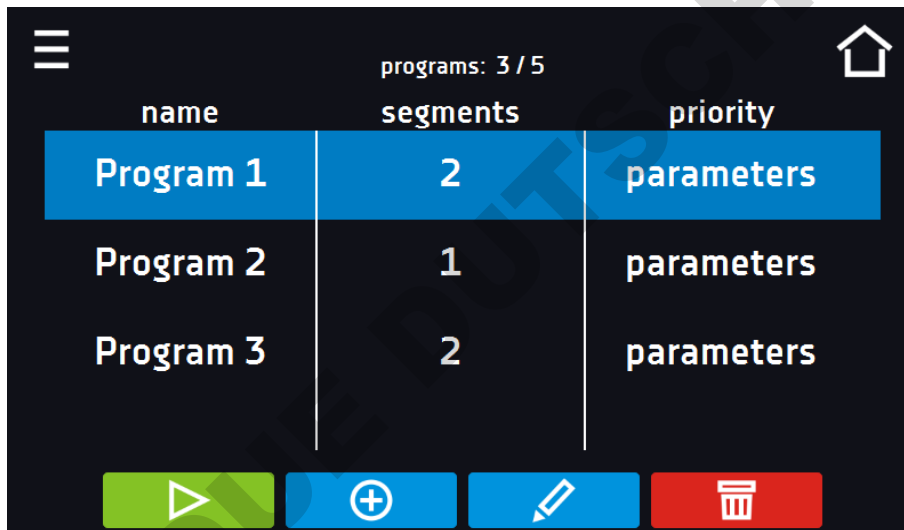 programs: 3 / 5
name segments priority
Program 1 2 parameters
Program 2 1 parameters
Program 3 2 parameters